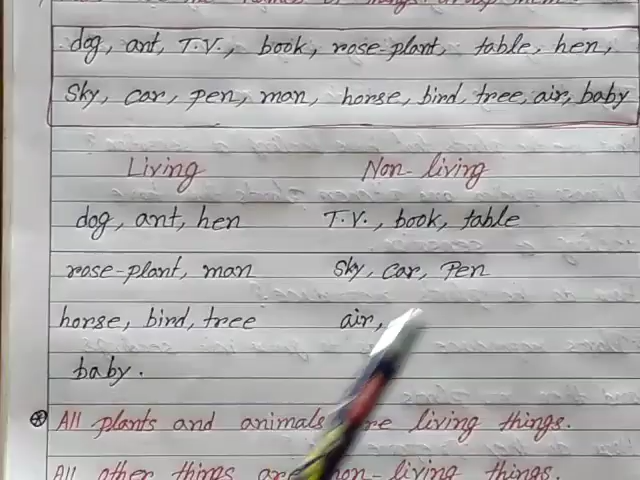 dog, ant, T.V., book, rose-plant, table, hen,
Sky, car, pen, man, horse, bird, tree, air, baby
Living Non-living
dog, ant, hen T.V., book, table
rose-plant, man Sky, car, Pen
horse, bird, tree air,
baby.
All plants and animals are living things.
All other things are non-living things.